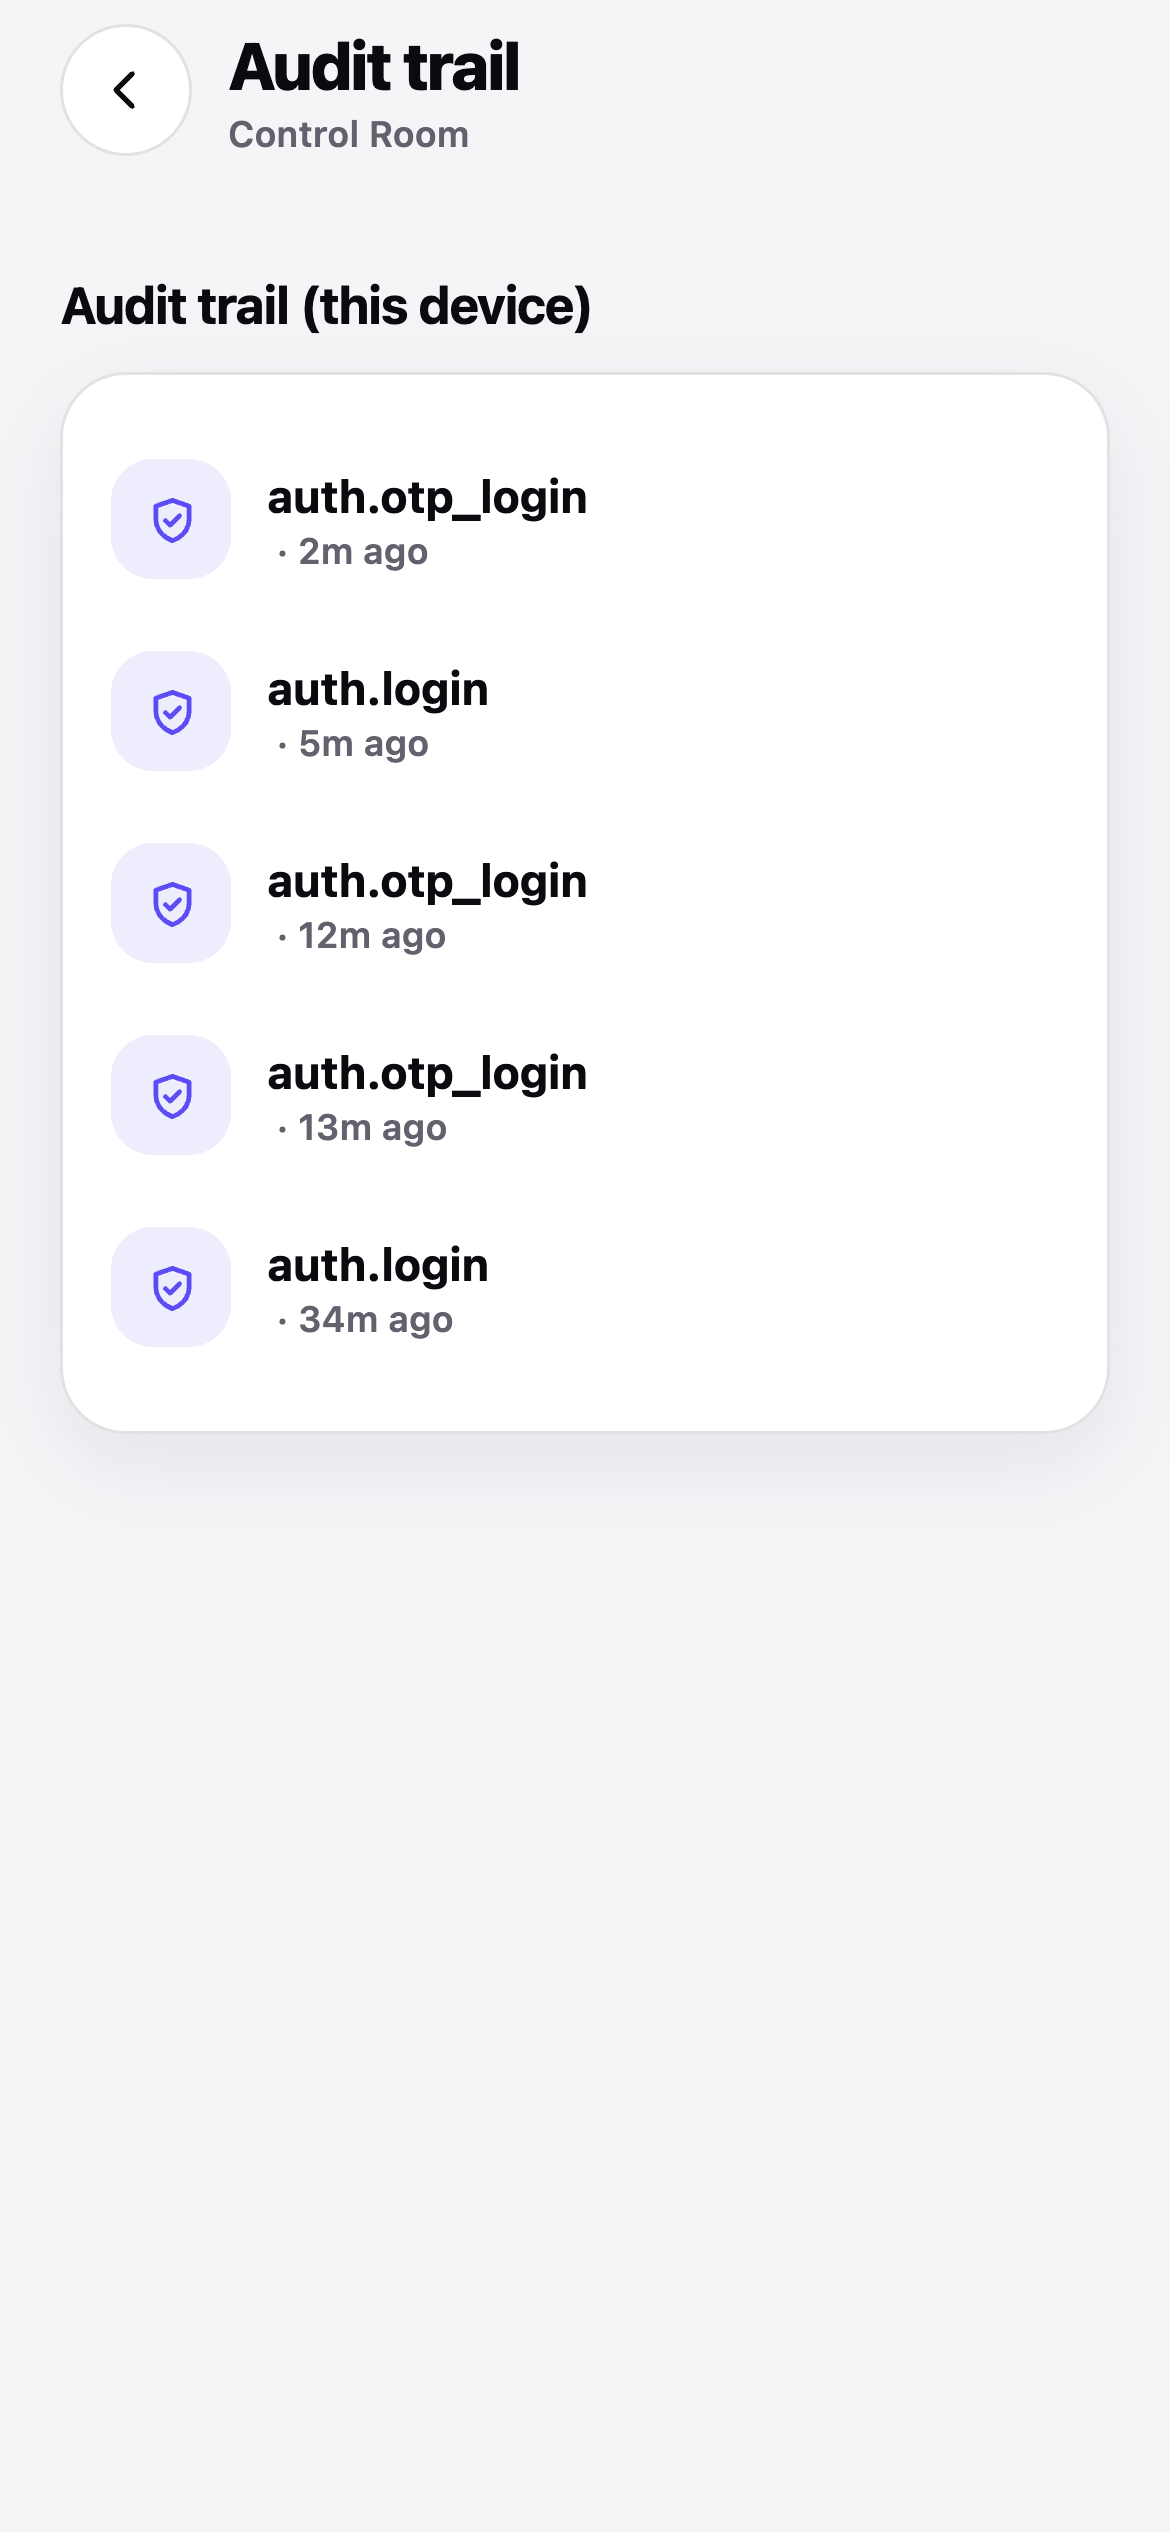 Audit trail
Control Room
Audit trail (this device)
auth.otp_login
· 2m ago
auth.login
· 5m ago
auth.otp_login
· 12m ago
auth.otp_login
· 13m ago
auth.login
· 34m ago